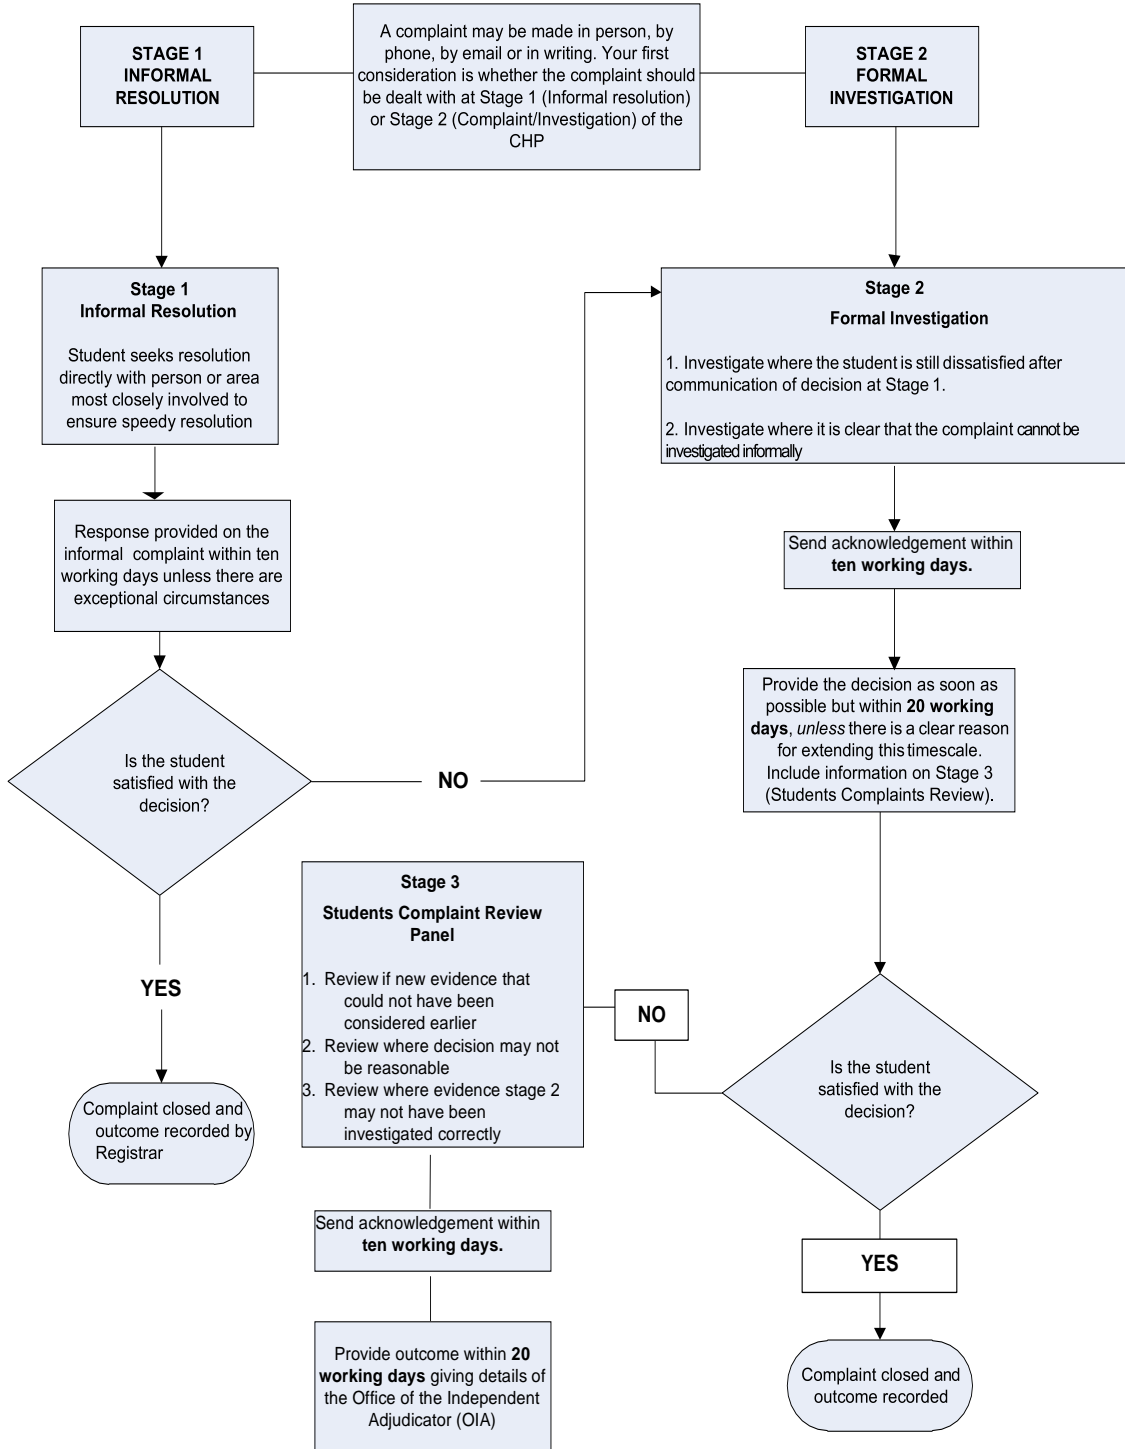 STAGE 1
INFORMAL
RESOLUTION
A complaint may be made in person, by
phone, by email or in writing. Your first
consideration is whether the complaint should
be dealt with at Stage 1 (Informal resolution)
or Stage 2 (Complaint/Investigation) of the
CHP
STAGE 2
FORMAL
INVESTIGATION
Stage 1
Informal Resolution
Student seeks resolution
directly with person or area
most closely involved to
ensure speedy resolution
Stage 2
Formal Investigation
1. Investigate where the student is still dissatisfied after
communication of decision at Stage 1.
2. Investigate where it is clear that the complaint cannot be
investigated informally
Response provided on the
informal complaint within ten
working days unless there are
exceptional circumstances
Send acknowledgement within
ten working days.
Is the student
satisfied with the
decision?
NO
Provide the decision as soon as
possible but within 20 working
days, unless there is a clear reason
for extending this timescale.
Include information on Stage 3
(Students Complaints Review).
YES
Complaint closed and
outcome recorded by
Registrar
Stage 3
Students Complaint Review
Panel
1. Review if new evidence that
could not have been
considered earlier
2. Review where decision may not
be reasonable
3. Review where evidence stage 2
may not have been
investigated correctly
NO
Is the student
satisfied with the
decision?
Send acknowledgement within
ten working days.
YES
Provide outcome within 20
working days giving details of
the Office of the Independent
Adjudicator (OIA)
Complaint closed and
outcome recorded